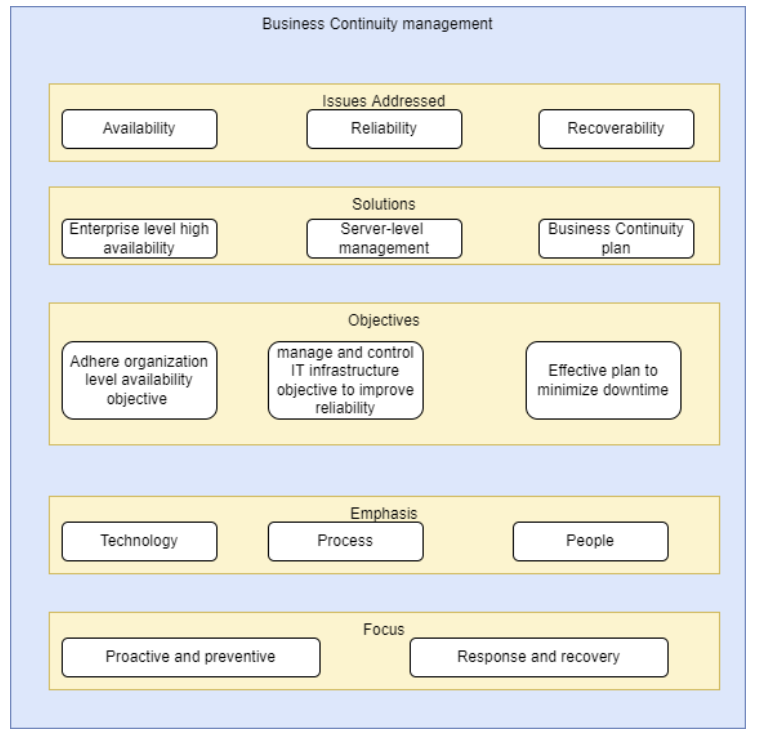 Business Continuity management
Issues Addressed
Availability
Reliability
Recoverability
Solutions
Enterprise level high
availability
Server-level
management
Business Continuity
plan
Objectives
Adhere organization
level availability
objective
manage and control
IT infrastructure
objective to improve
reliability
Effective plan to
minimize downtime
Emphasis
Technology
Process
People
Focus
Proactive and preventive
Response and recovery